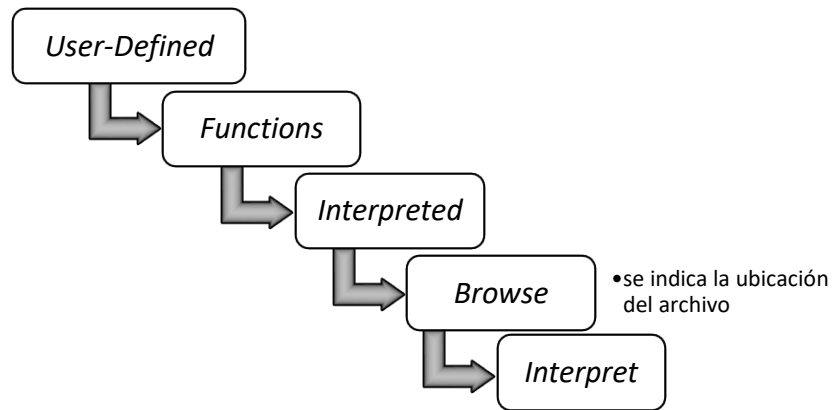 User-Defined
Functions
Interpreted
Browse
•se indica la ubicación
del archivo
Interpret